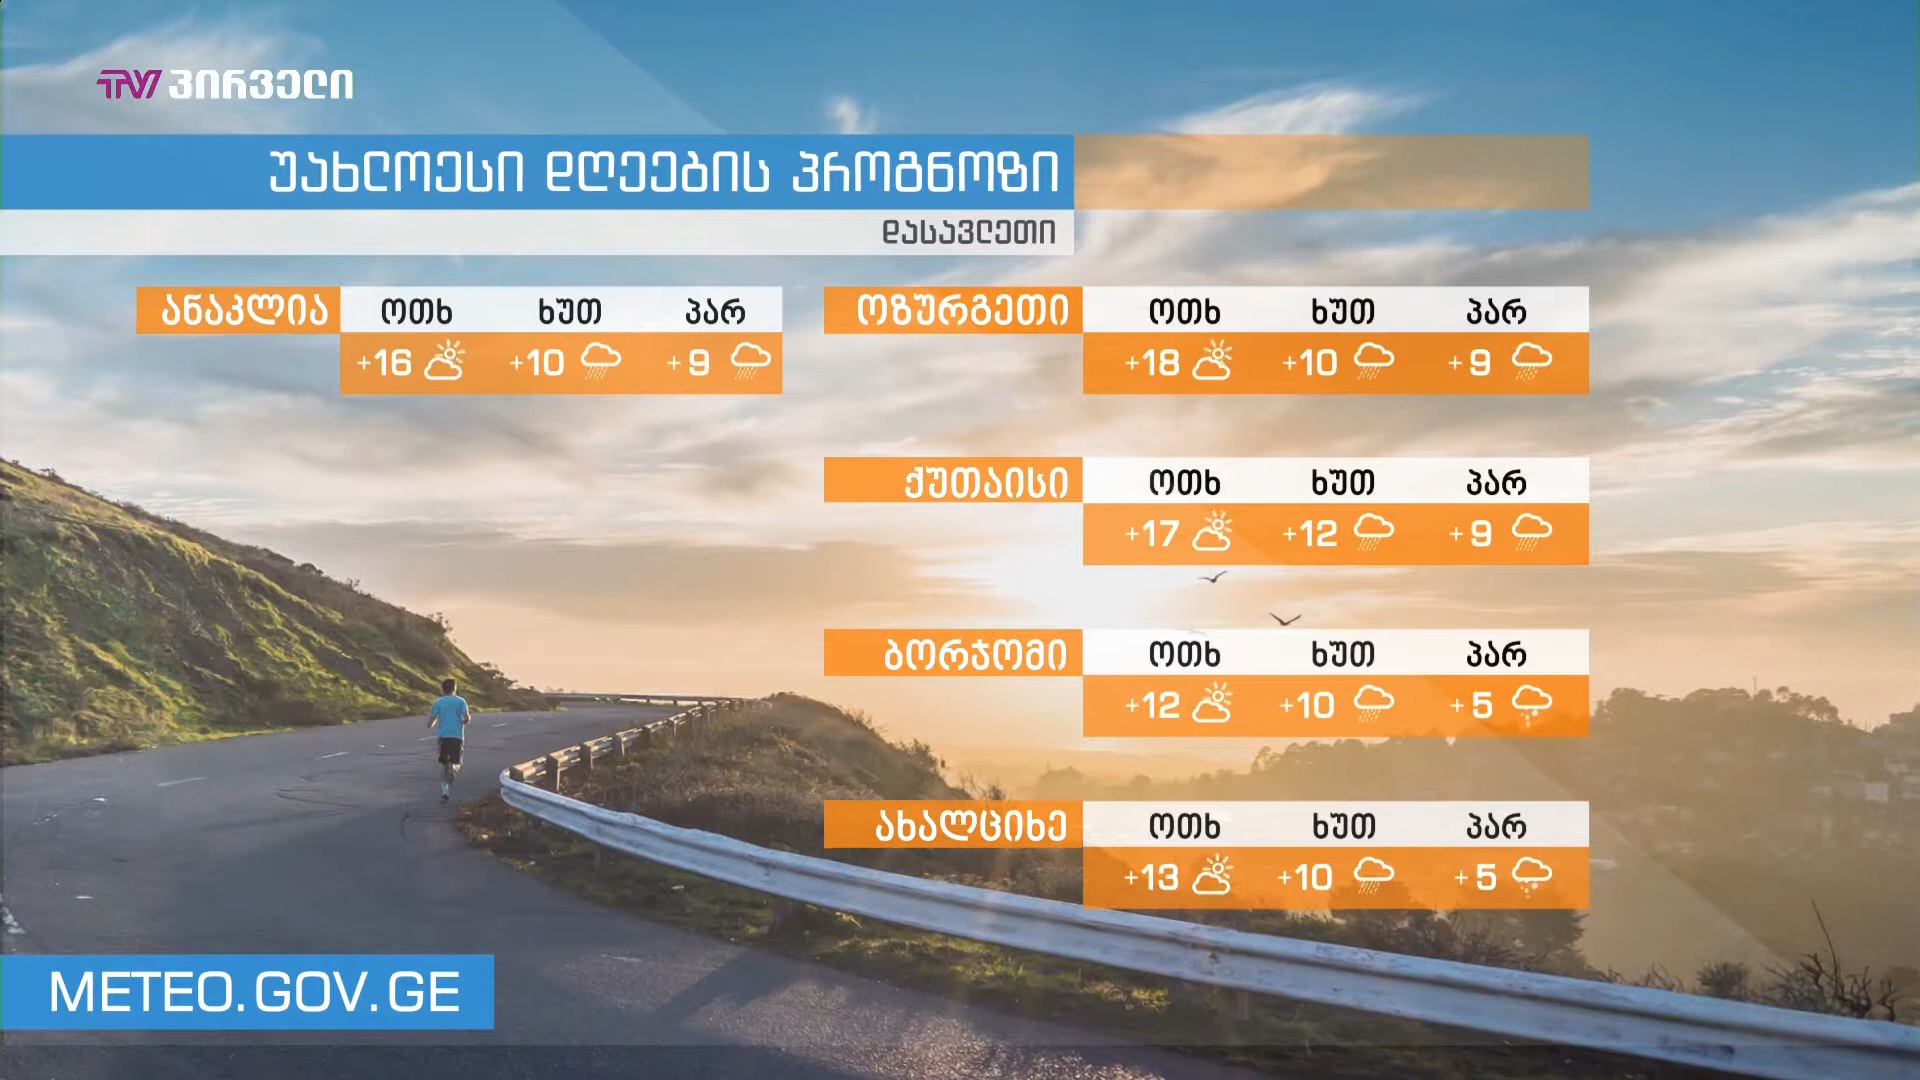 TV პირველი
უახლოესი დღეების პროგნოზი
დასავლეთი
ანაკლია ოთხ ხუთ პარ
+16 +10 +9
ოზურგეთი ოთხ ხუთ პარ
+18 +10 +9
ქუთაისი ოთხ ხუთ პარ
+17 +12 +9
ბორჯომი ოთხ ხუთ პარ
+12 +10 +5
ახალციხე ოთხ ხუთ პარ
+13 +10 +5
METEO.GOV.GE